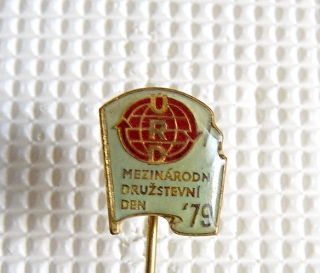 Ú
R
D
MEZINÁRODNÍ
DRUŽSTEVNÍ
DEN '79